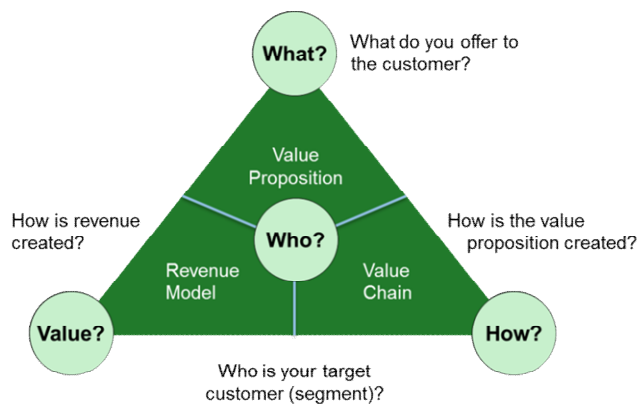 What?
What do you offer to
the customer?
Value
Proposition
How is revenue
created?
Who?
How is the value
proposition created?
Revenue
Model
Value
Chain
Value?
How?
Who is your target
customer (segment)?